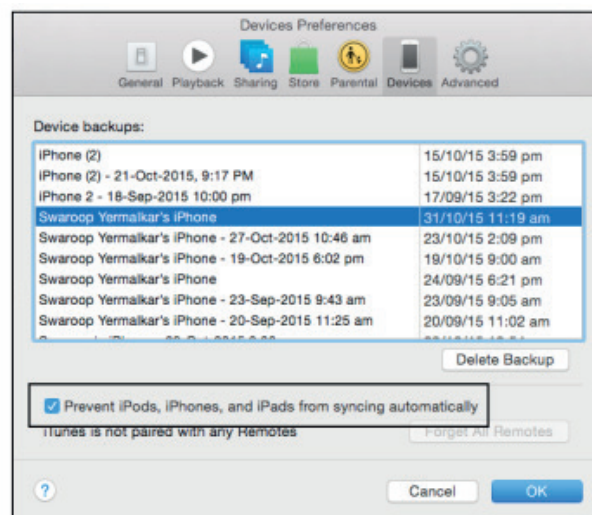 Devices Preferences
General Playback Sharing Store Parental Devices Advanced
Device backups:
iPhone (2) 15/10/15 3:59 pm
iPhone (2) - 21-Oct-2015, 9:17 PM 15/10/15 3:59 pm
iPhone 2 - 18-Sep-2015 10:00 pm 17/09/15 3:22 pm
Swaroop Yermalkar's iPhone 31/10/15 11:19 am
Swaroop Yermalkar's iPhone - 27-Oct-2015 10:46 am 23/10/15 2:09 pm
Swaroop Yermalkar's iPhone - 19-Oct-2015 6:02 pm 19/10/15 9:00 am
Swaroop Yermalkar's iPhone 24/09/15 6:21 pm
Swaroop Yermalkar's iPhone - 23-Sep-2015 9:43 am 23/09/15 9:05 am
Swaroop Yermalkar's iPhone - 20-Sep-2015 11:25 am 20/09/15 11:02 am
Delete Backup
Prevent iPods, iPhones, and iPads from syncing automatically
iTunes is not paired with any Remotes Forget All Remotes
? Cancel OK